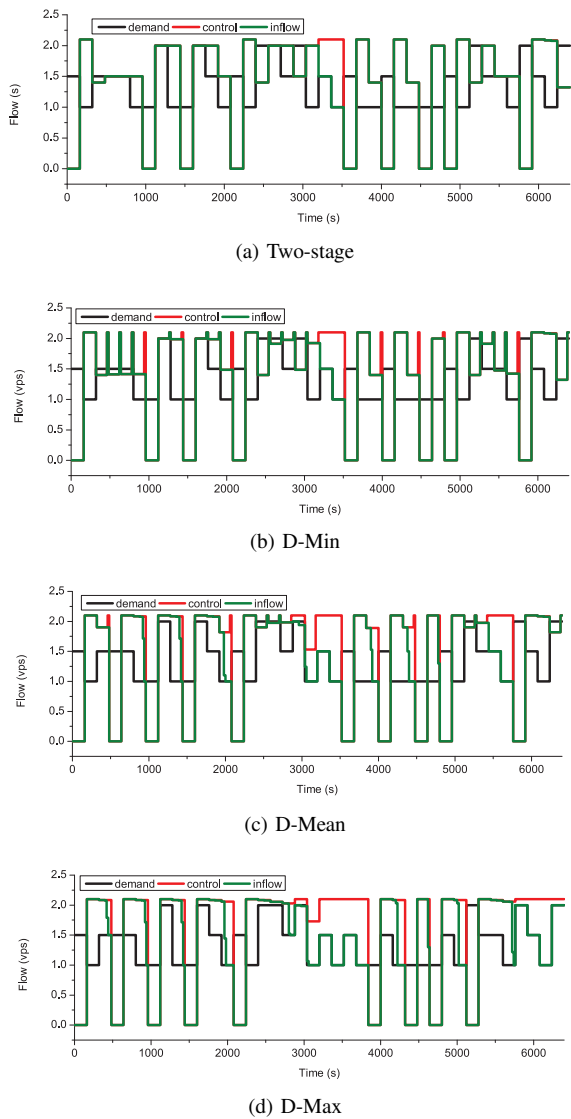 demand control inflow
2.5
2.0
1.5
1.0
0.5
0.0
Flow (s)
0 1000 2000 3000 4000 5000 6000
Time (s)
(a) Two-stage
demand control inflow
2.5
2.0
1.5
1.0
0.5
0.0
Flow (vps)
0 1000 2000 3000 4000 5000 6000
Time (s)
(b) D-Min
demand control inflow
2.5
2.0
1.5
1.0
0.5
0.0
Flow (vps)
0 1000 2000 3000 4000 5000 6000
Time (s)
(c) D-Mean
demand control inflow
2.5
2.0
1.5
1.0
0.5
0.0
Flow (vps)
0 1000 2000 3000 4000 5000 6000
Time (s)
(d) D-Max